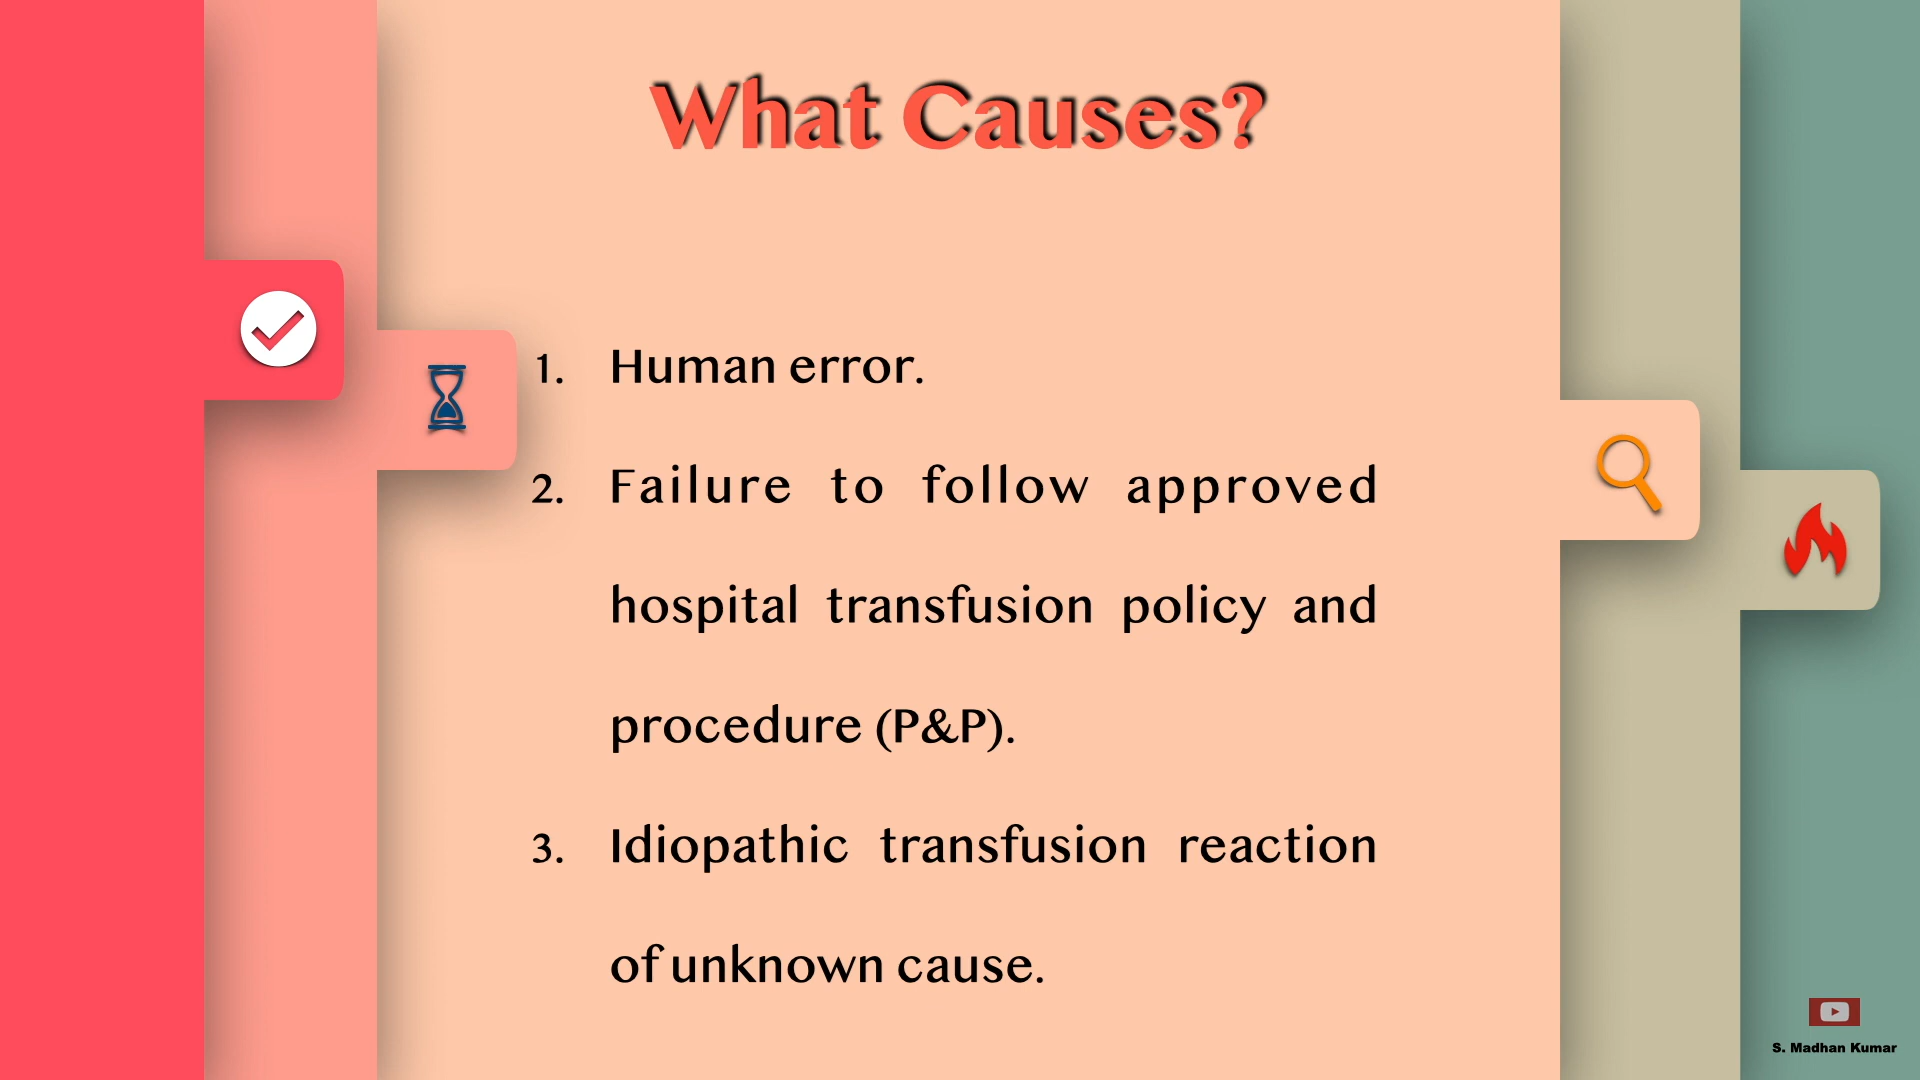 What Causes?
1. Human error.
2. Failure to follow approved
hospital transfusion policy and
procedure (P&P).
3. Idiopathic transfusion reaction
of unknown cause.
S. Madhan Kumar